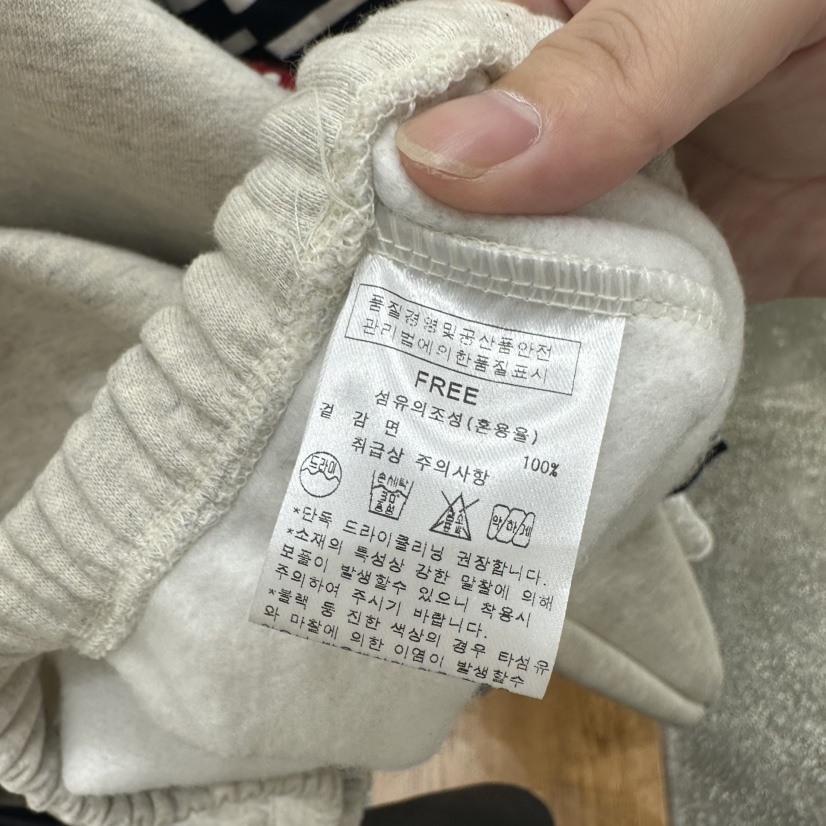 품질경영및공산품안전
관리법에의한품질표시
FREE
섬유의조성(혼용율)
겉 감 면 100%
취급상 주의사항
드라이
손세탁
약하게
*단독 드라이클리닝 권장합니다.
*소재의 특성상 강한 마찰에 의해
보풀이 발생할수 있으니 착용시
주의하여 주시기 바랍니다.
*블랙 등 진한 색상의 경우 타섬유
와 마찰에 의한 이염이 발생할수